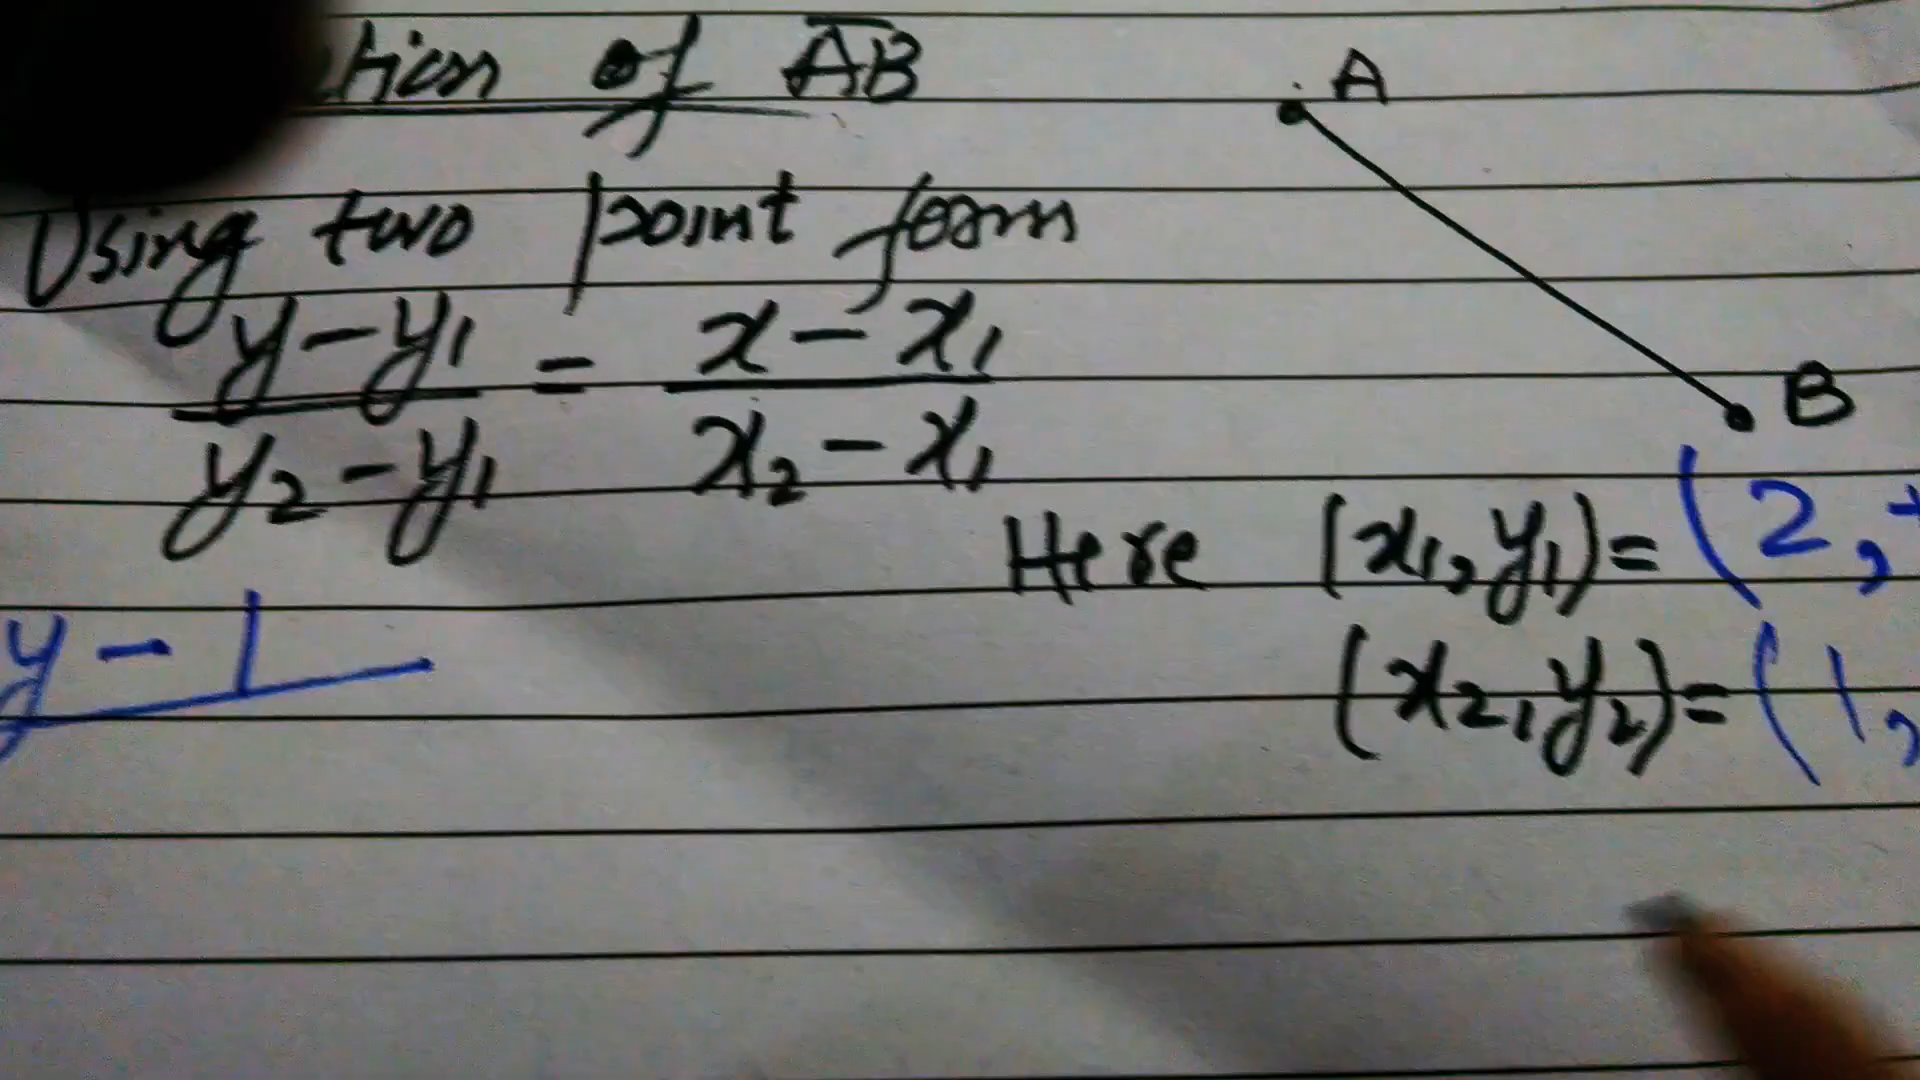 of AB
A
Using two point form
y-y1 / y2-y1 = x-x1 / x2-x1
B
Here (x1, y1) = (2,
(x2, y2) = (1,
y-1